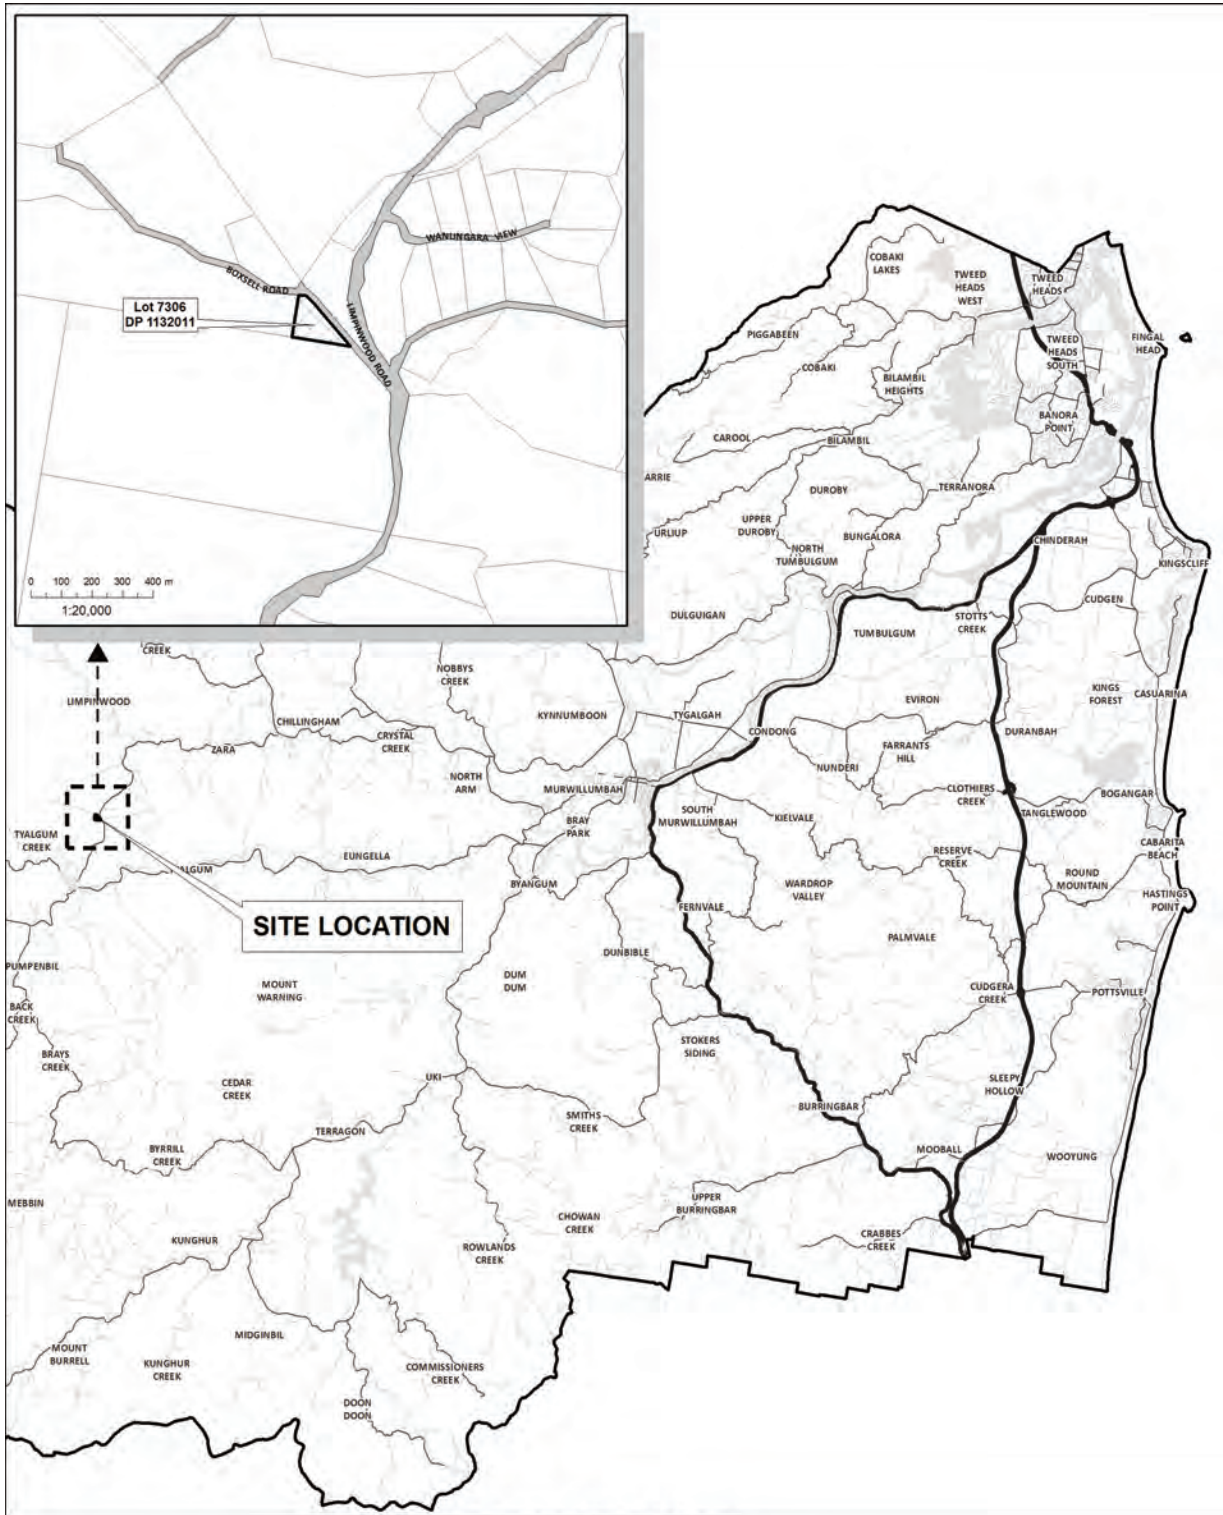 WANUNGARA VIEW
BOXSELL ROAD
LIMPINWOOD ROAD
Lot 7306
DP 1132011
0 100 200 300 400 m
1:20,000
COBAKI
LAKES
TWEED
HEADS
WEST
TWEED
HEADS
FINGAL
HEAD
PIGGABEEN
TWEED
HEADS
SOUTH
COBAKI
BILAMBIL
HEIGHTS
BANORA
POINT
CAROOL
BILAMBIL
ARRIE
DUROBY
TERRANORA
URLIUP
UPPER
DUROBY
BUNGALORA
NORTH
TUMBULGUM
CHINDERAH
KINGSCLIFF
CUDGEN
DULGUIGAN
STOTTS
CREEK
TUMBULGUM
CREEK
NOBBYS
CREEK
LIMPINWOOD
KINGS
FOREST
CASUARINA
EVIRON
KYNNUMBOON
TYGALGAH
CHILLINGHAM
CRYSTAL
CREEK
CONDONG
DURANBAH
ZARA
FARRANTS
HILL
NUNDERI
NORTH
ARM
MURWILLUMBAH
CLOTHIERS
CREEK
BOGANGAR
TANGLEWOOD
SOUTH
MURWILLUMBAH
KIELVALE
BRAY
PARK
TYALGUM
CREEK
CABARITA
BEACH
RESERVE
CREEK
EUNGELLA
ALGUM
ROUND
MOUNTAIN
BYANGUM
WARDROP
VALLEY
HASTINGS
POINT
FERNVALE
SITE LOCATION
PALMVALE
DUNBIBLE
PUMPENBIL
DUM
DUM
MOUNT
WARNING
CUDGERA
CREEK
POTTSVILLE
BACK
CREEK
STOKERS
SIDING
BRAYS
CREEK
UKI
SLEEPY
HOLLOW
CEDAR
CREEK
BURRINGBAR
SMITHS
CREEK
TERRAGON
BYRRILL
CREEK
MOOBALL
WOOYUNG
MEBBIN
UPPER
BURRINGBAR
CHOWAN
CREEK
CRABBES
CREEK
KUNGHUR
ROWLANDS
CREEK
MIDGINBIL
MOUNT
BURRELL
KUNGHUR
CREEK
COMMISSIONERS
CREEK
DOON
DOON